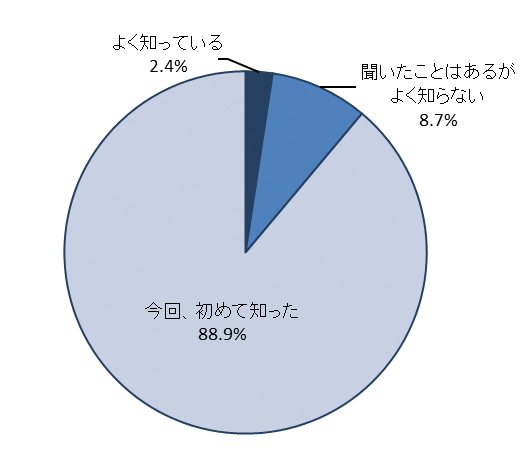 よく知っている
2.4%
聞いたことはあるが
よく知らない
8.7%
今回、初めて知った
88.9%